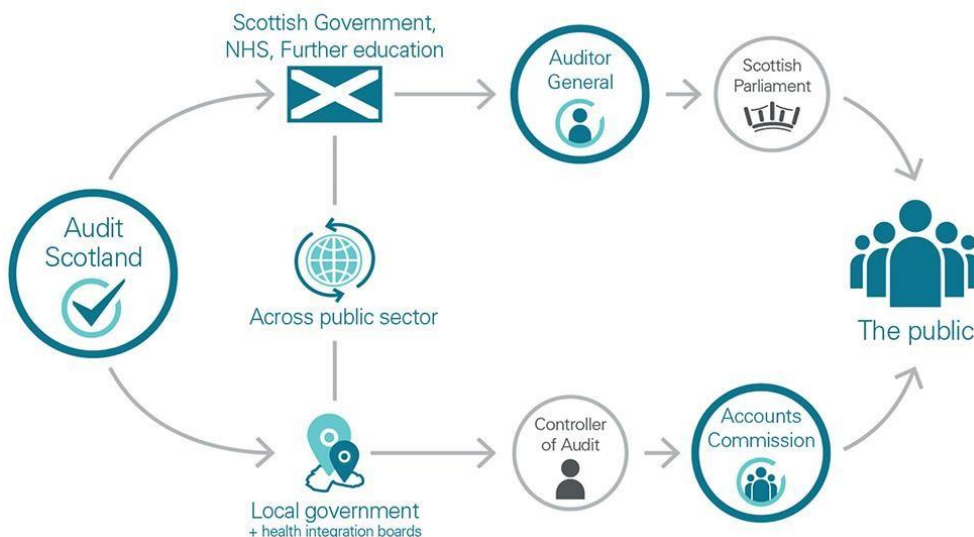 Scottish Government,
NHS, Further education
Auditor
General
Scottish
Parliament
Audit
Scotland
Across public sector
The public
Local government
+ health integration boards
Controller
of Audit
Accounts
Commission